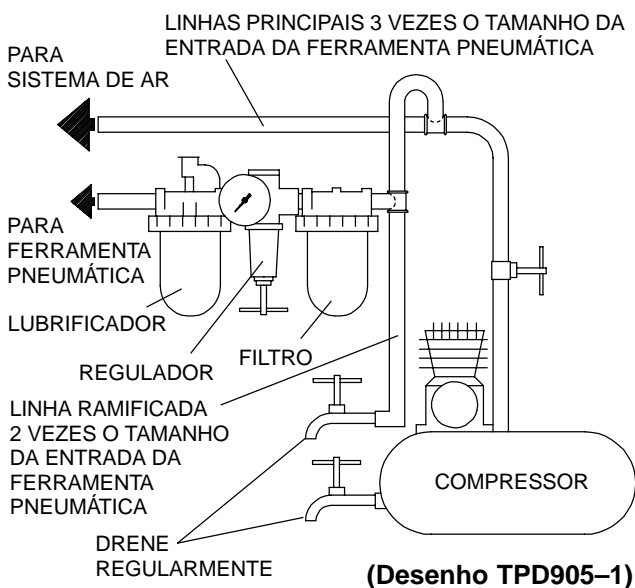 LINHAS PRINCIPAIS 3 VEZES O TAMANHO DA
ENTRADA DA FERRAMENTA PNEUMÁTICA
PARA
SISTEMA DE AR
PARA
FERRAMENTA
PNEUMÁTICA
LUBRIFICADOR
REGULADOR
FILTRO
LINHA RAMIFICADA
2 VEZES O TAMANHO
DA ENTRADA DA
FERRAMENTA
PNEUMÁTICA
COMPRESSOR
DRENE
REGULARMENTE
(Desenho TPD905–1)